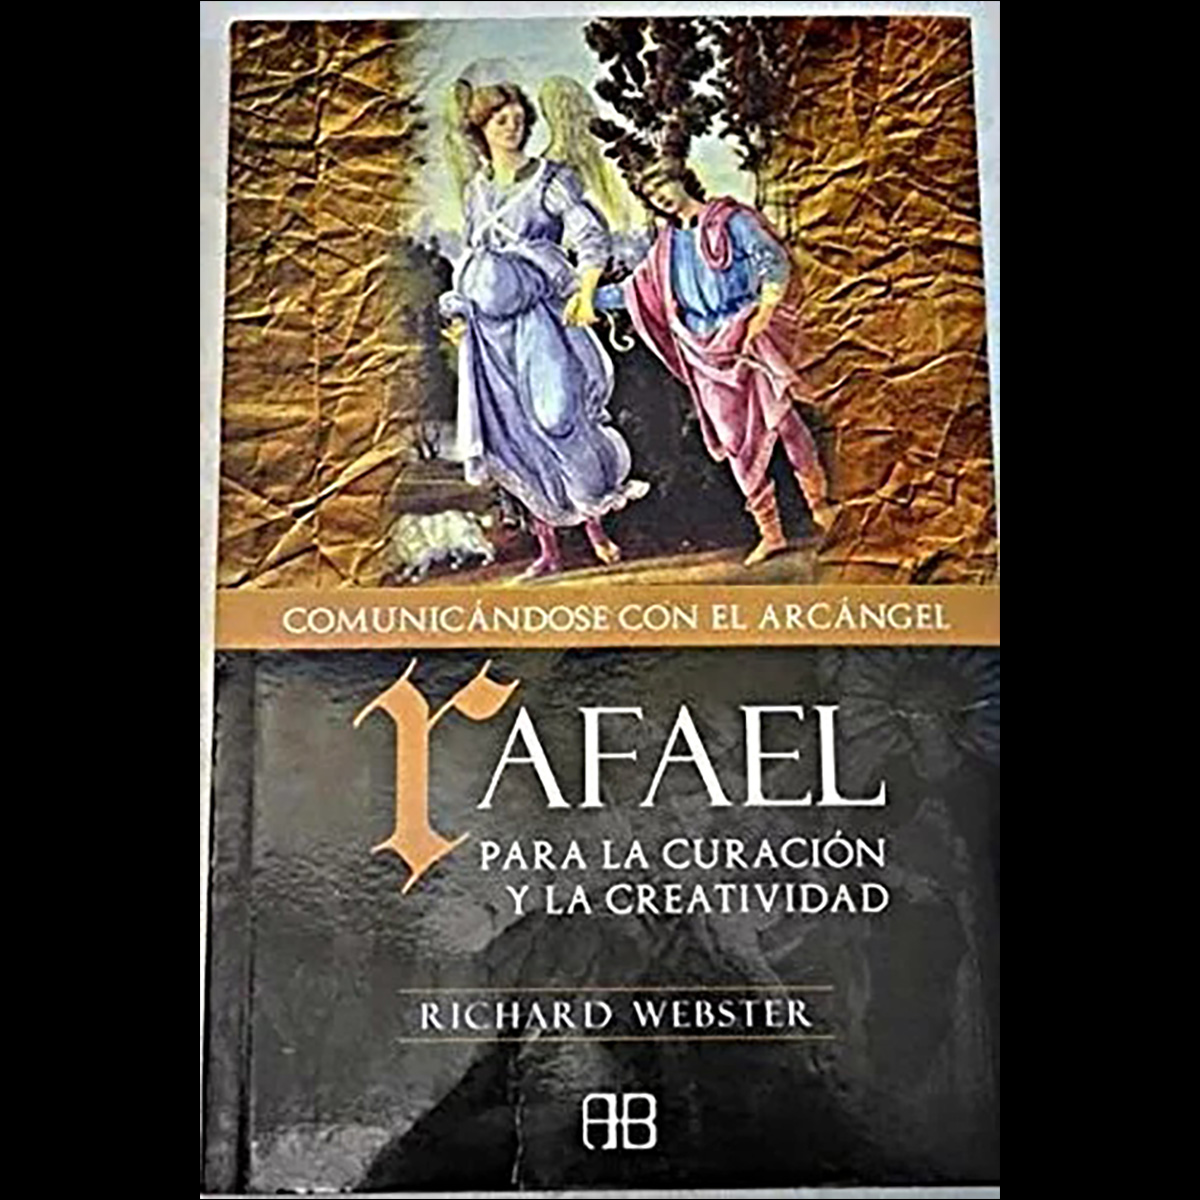 COMUNICÁNDOSE CON EL ARCÁNGEL
rAFAEL
PARA LA CURACIÓN
Y LA CREATIVIDAD
RICHARD WEBSTER
AB